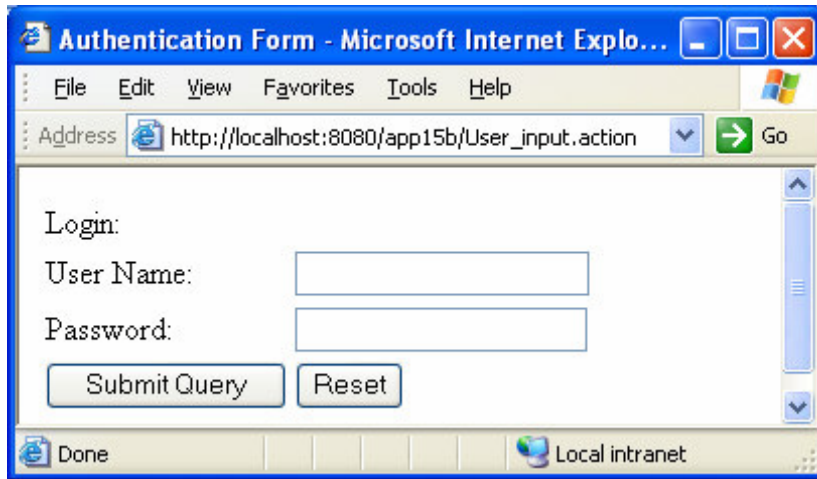 Authentication Form - Microsoft Internet Explo...
File Edit View Favorites Tools Help
Address http://localhost:8080/app15b/User_input.action Go
Login:
User Name:
Password:
Submit Query Reset
Done Local intranet